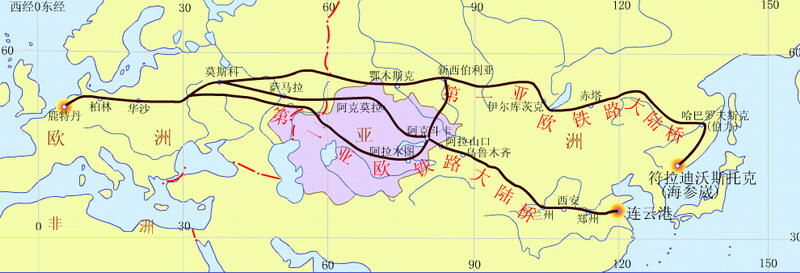 西经0东经
30
60
90
120
150
60
60
莫斯科
萨马拉
鄂木斯克
新西伯利亚
第一亚欧铁路大陆桥
伊尔库茨克
赤塔
哈巴罗夫斯克
(伯力)
鹿特丹
柏林
华沙
阿克莫拉
第二亚欧铁路大陆桥
欧洲
亚洲
阿克斗卡
阿拉山口
阿拉木图
乌鲁木齐
符拉迪沃斯托克
(海参崴)
兰州
西安
郑州
连云港
非洲
0
30
30
60
90
120
150